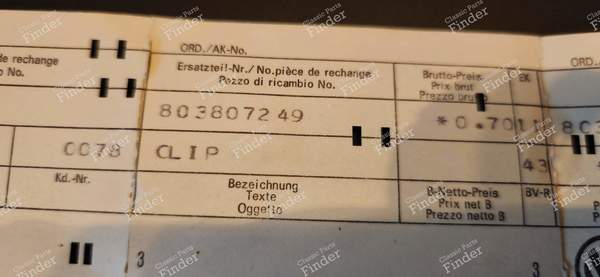 ORD./AK-No.
ORD./
de rechange
o No.
Ersatzteil-Nr./ No.pièce de rechange
Pezzo di ricambio No.
Brutto-Preis
Prix brut
Prezzo brutto
EK
803807249
*0.70
803
0078
CLIP
43
Kd.-Nr.
Bezeichnung
Texte
Oggetto
B-Netto-Preis
Prix net B
Prezzo netto B
BV-R
3
3
Classic Parts
Finder